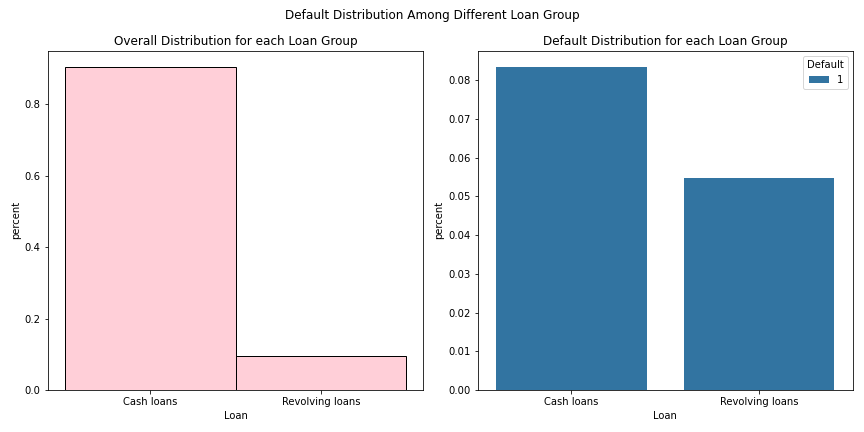 Default Distribution Among Different Loan Group
Overall Distribution for each Loan Group
percent
0.8
0.6
0.4
0.2
0.0
Cash loans
Revolving loans
Loan
Default Distribution for each Loan Group
Default
1
percent
0.08
0.07
0.06
0.05
0.04
0.03
0.02
0.01
0.00
Cash loans
Revolving loans
Loan